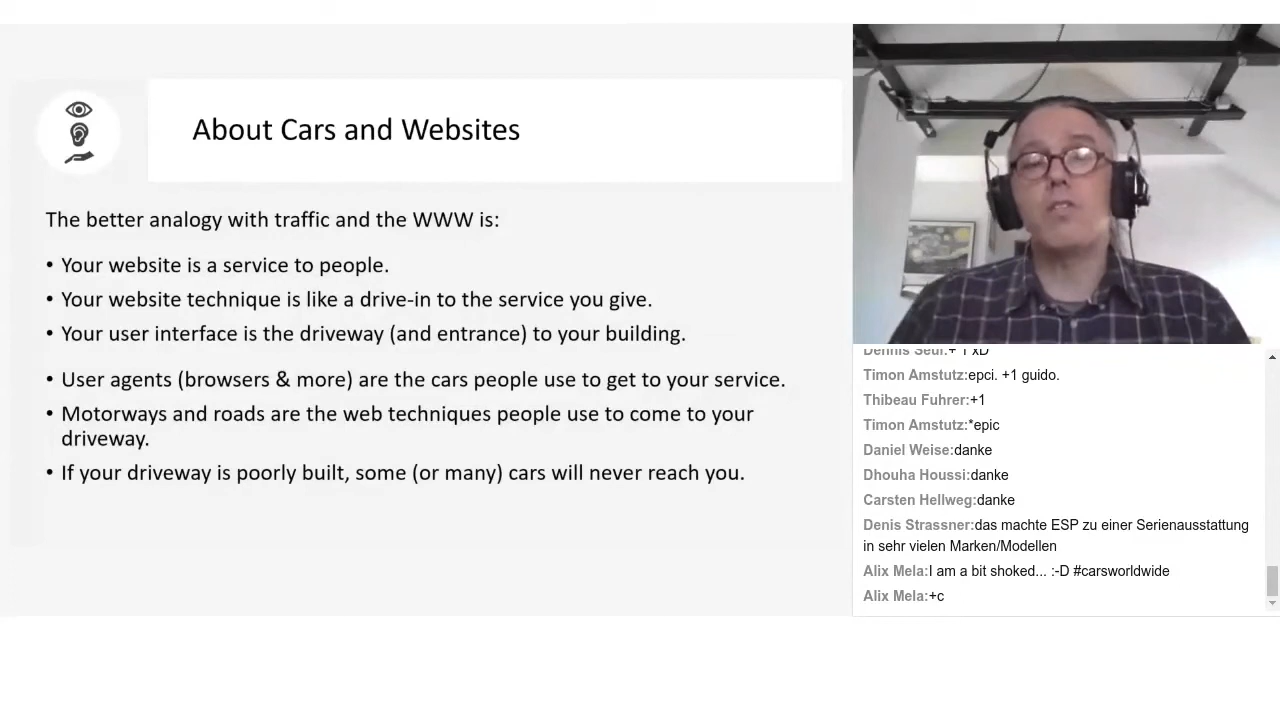 About Cars and Websites
The better analogy with traffic and the WWW is:
• Your website is a service to people.
• Your website technique is like a drive-in to the service you give.
• Your user interface is the driveway (and entrance) to your building.
• User agents (browsers & more) are the cars people use to get to your service.
• Motorways and roads are the web techniques people use to come to your
driveway.
• If your driveway is poorly built, some (or many) cars will never reach you.
+ 1 xD
Timon Amstutz:epci. +1 guido.
Thibeau Fuhrer:+1
Timon Amstutz:*epic
Daniel Weise:danke
Dhouha Houssi:danke
Carsten Hellweg:danke
Denis Strassner:das machte ESP zu einer Serienausstattung
in sehr vielen Marken/Modellen
Alix Mela:I am a bit shoked... :-D #carsworldwide
Alix Mela:+c